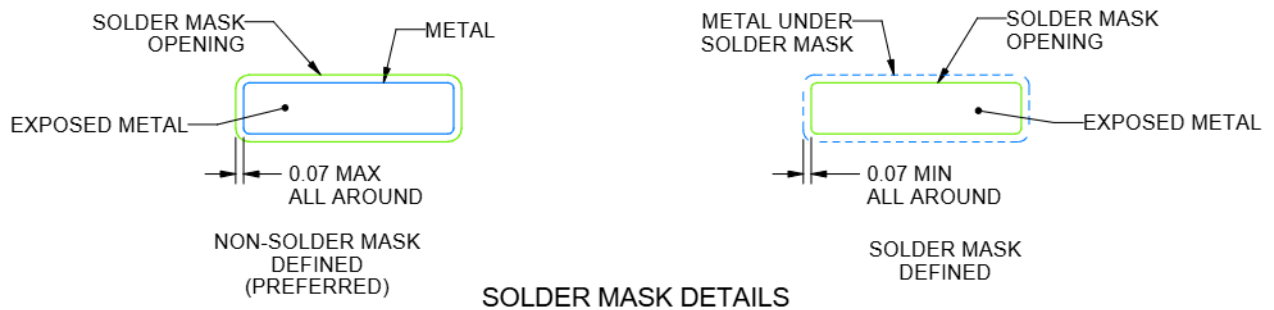 SOLDER MASK
OPENING
METAL
EXPOSED METAL
0.07 MAX
ALL AROUND
NON-SOLDER MASK
DEFINED
(PREFERRED)
METAL UNDER
SOLDER MASK
SOLDER MASK
OPENING
EXPOSED METAL
0.07 MIN
ALL AROUND
SOLDER MASK
DEFINED
SOLDER MASK DETAILS